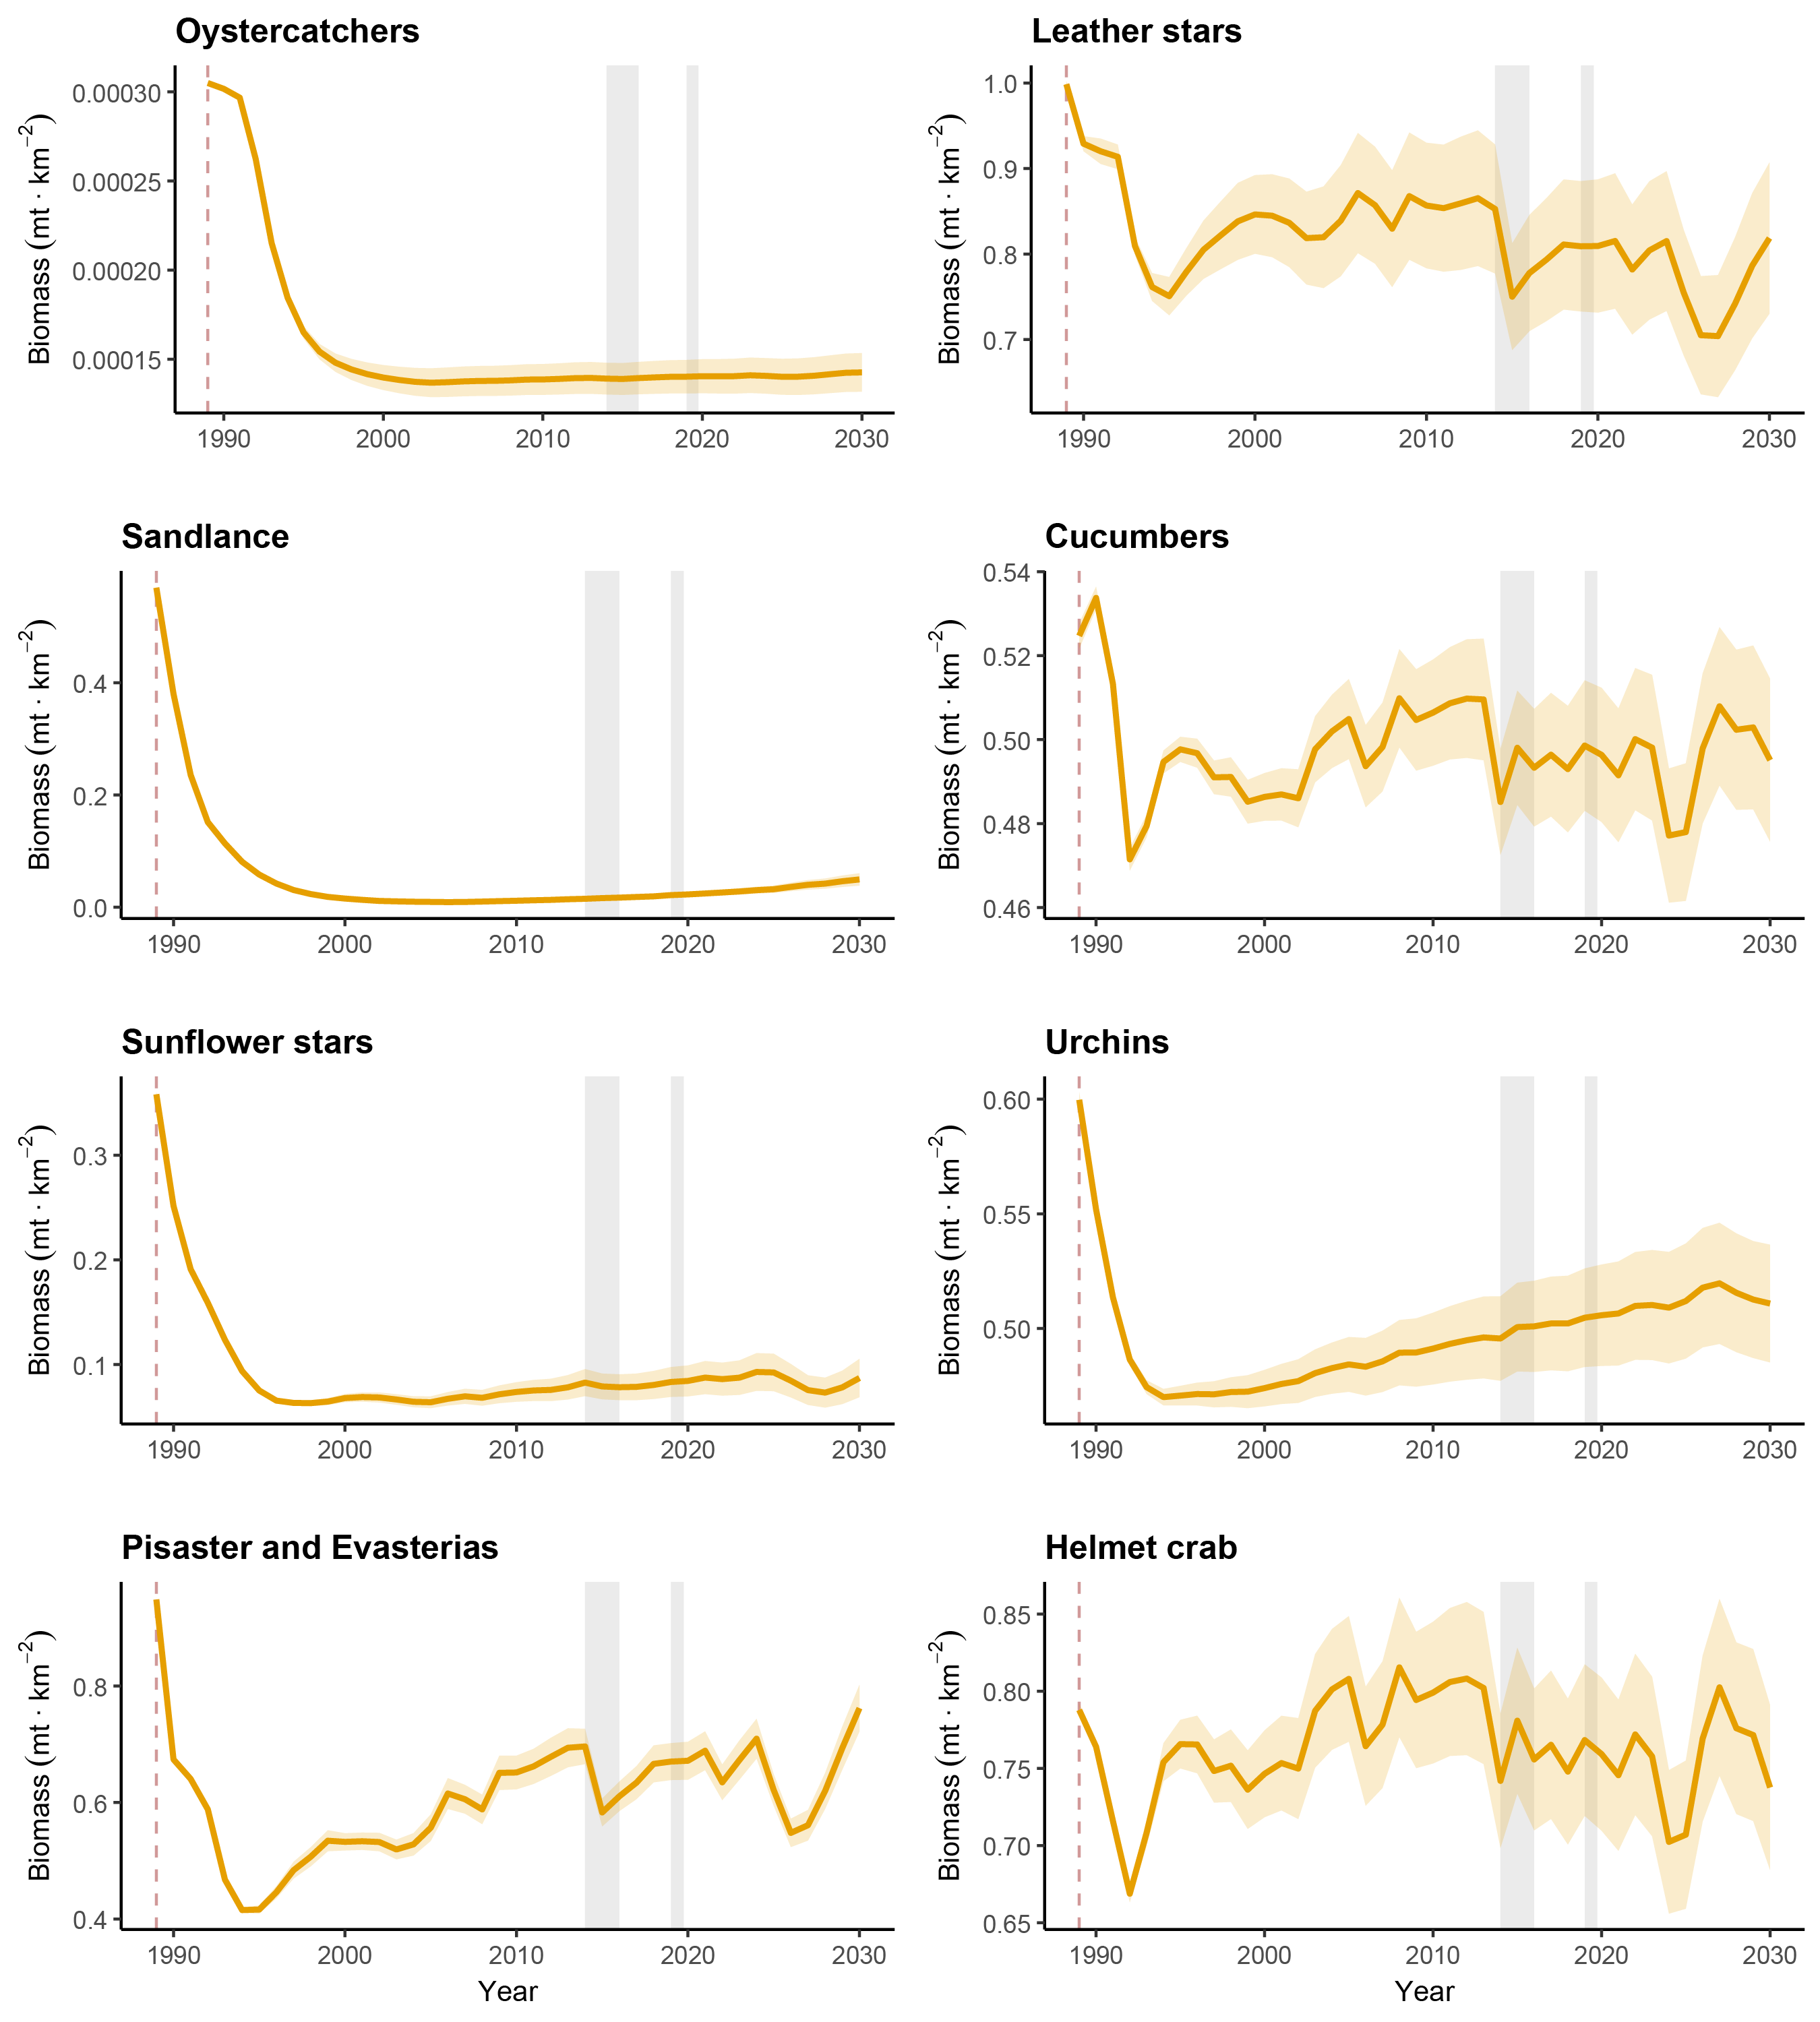 Oystercatchers
Biomass (mt · km⁻²)
0.00030
0.00025
0.00020
0.00015
1990 2000 2010 2020 2030
Leather stars
Biomass (mt · km⁻²)
1.0
0.9
0.8
0.7
1990 2000 2010 2020 2030
Sandlance
Biomass (mt · km⁻²)
0.4
0.2
0.0
1990 2000 2010 2020 2030
Cucumbers
Biomass (mt · km⁻²)
0.54
0.52
0.50
0.48
0.46
1990 2000 2010 2020 2030
Sunflower stars
Biomass (mt · km⁻²)
0.3
0.2
0.1
1990 2000 2010 2020 2030
Urchins
Biomass (mt · km⁻²)
0.60
0.55
0.50
1990 2000 2010 2020 2030
Pisaster and Evasterias
Biomass (mt · km⁻²)
0.8
0.6
0.4
1990 2000 2010 2020 2030
Year
Helmet crab
Biomass (mt · km⁻²)
0.85
0.80
0.75
0.70
0.65
1990 2000 2010 2020 2030
Year